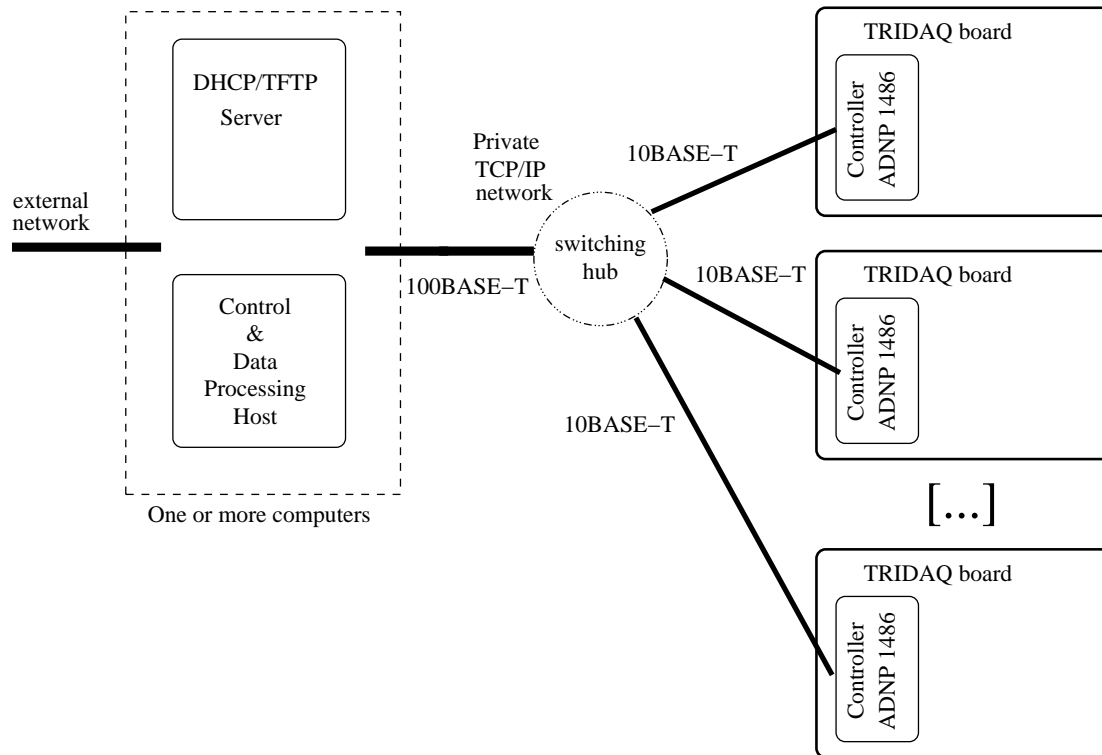 external
network
DHCP/TFTP
Server
Control
&
Data
Processing
Host
One or more computers
100BASE–T
Private
TCP/IP
network
switching
hub
10BASE–T
10BASE–T
10BASE–T
TRIDAQ board
Controller
ADNP 1486
TRIDAQ board
Controller
ADNP 1486
[...]
TRIDAQ board
Controller
ADNP 1486